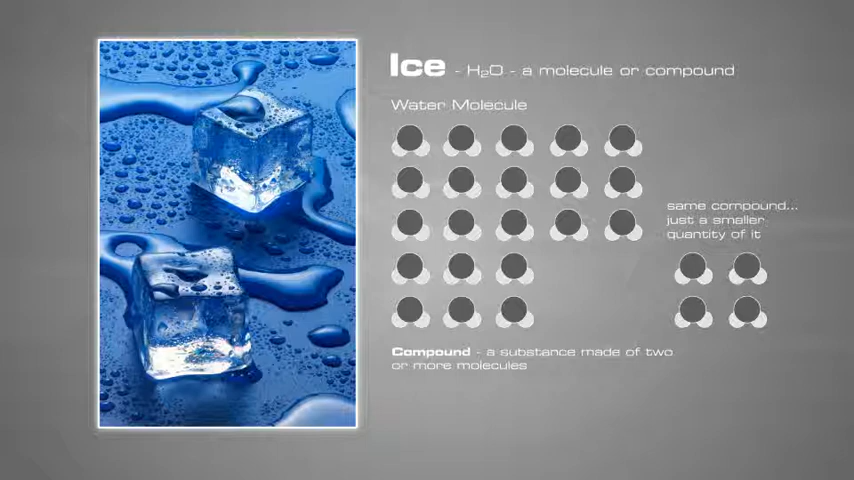 Ice - H₂O - a molecule or compound
Water Molecule
same compound...
just a smaller
quantity of it
Compound - a substance made of two
or more molecules